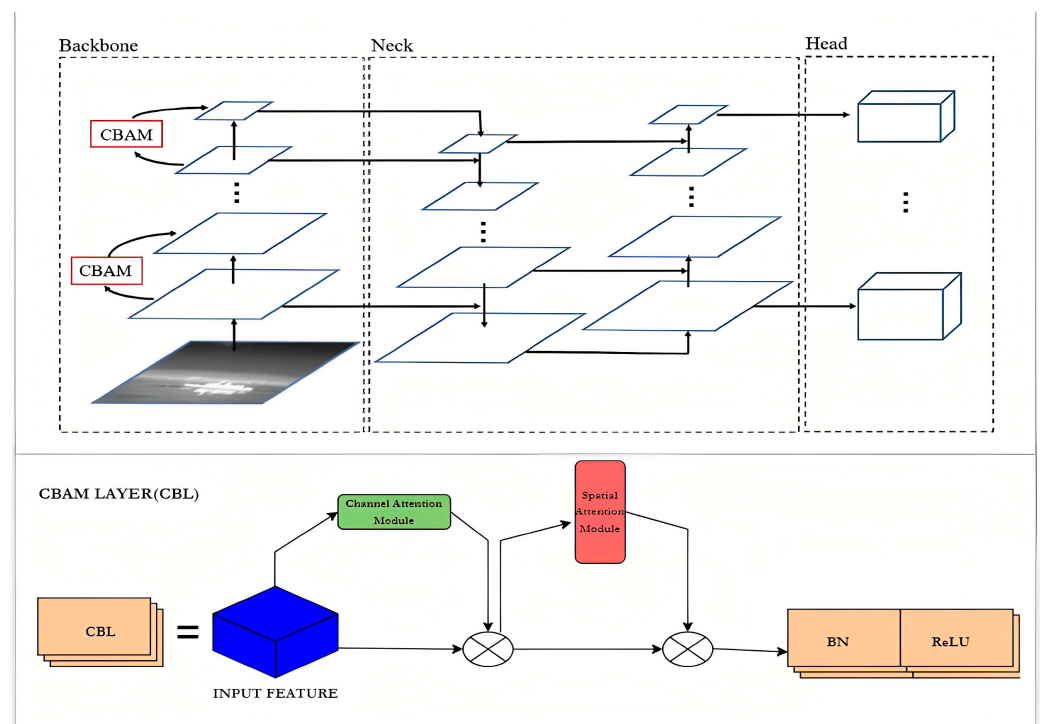 Backbone
Neck
Head
CBAM
CBAM
CBAM LAYER(CBL)
Channel Attention
Module
Spatial
Attention
Module
CBL
=
INPUT FEATURE
BN
ReLU